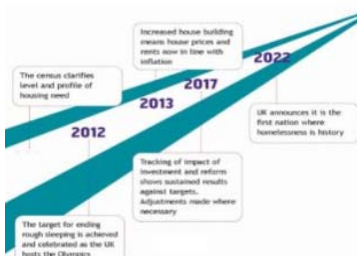 Increased house building
means house prices and
rents now in line with
inflation
2022
The census clarifies
level and profile of
housing need
2017
2013
2012
UK announces it is the
first nation where
homelessness is history
Tracking of impact of
investment and reform
shows sustained results
against targets.
Adjustments made where
necessary
The target for ending
rough sleeping is achieved
and celebrated as the UK
hosts the Olympics